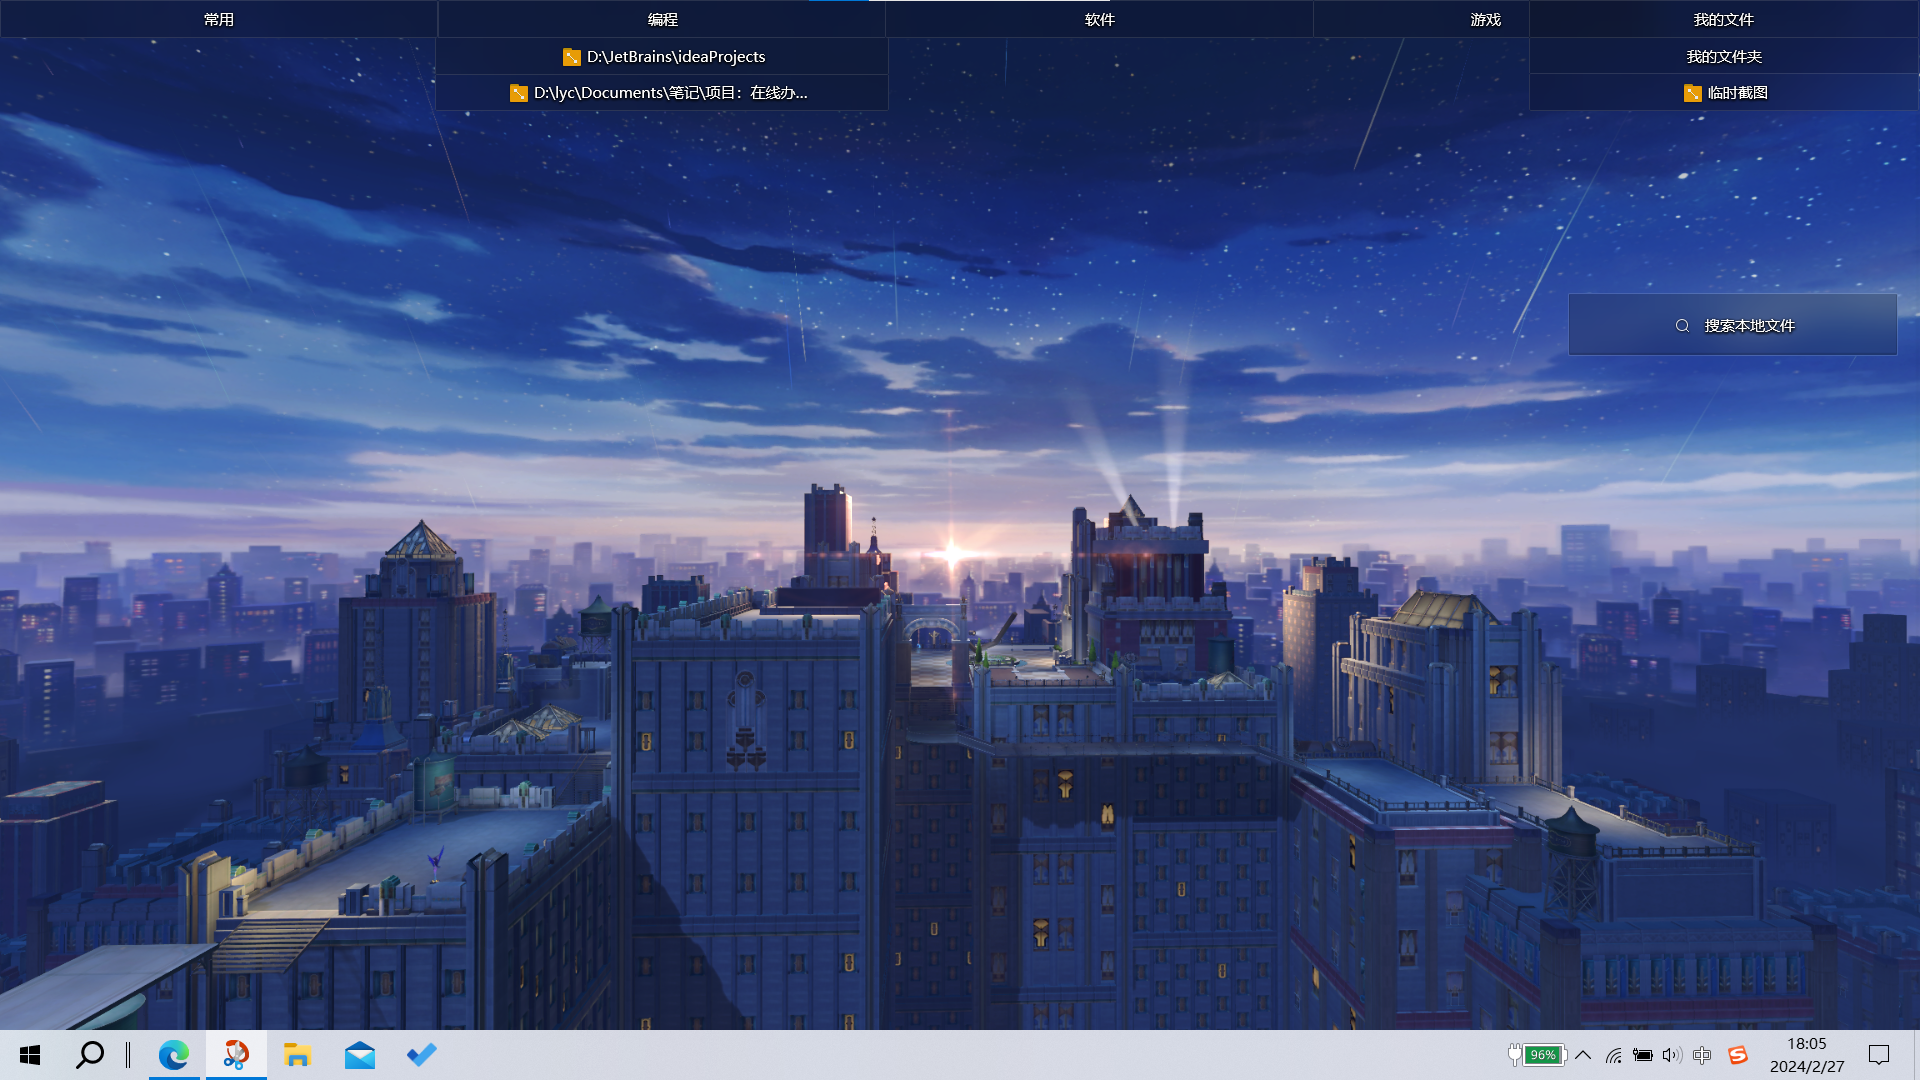 常用
编程
软件
游戏
我的文件
D:\JetBrains\ideaProjects
我的文件夹
D:\lyc\Documents\笔记\项目：在线办...
临时截图
搜索本地文件
96%
中
18:05
2024/2/27